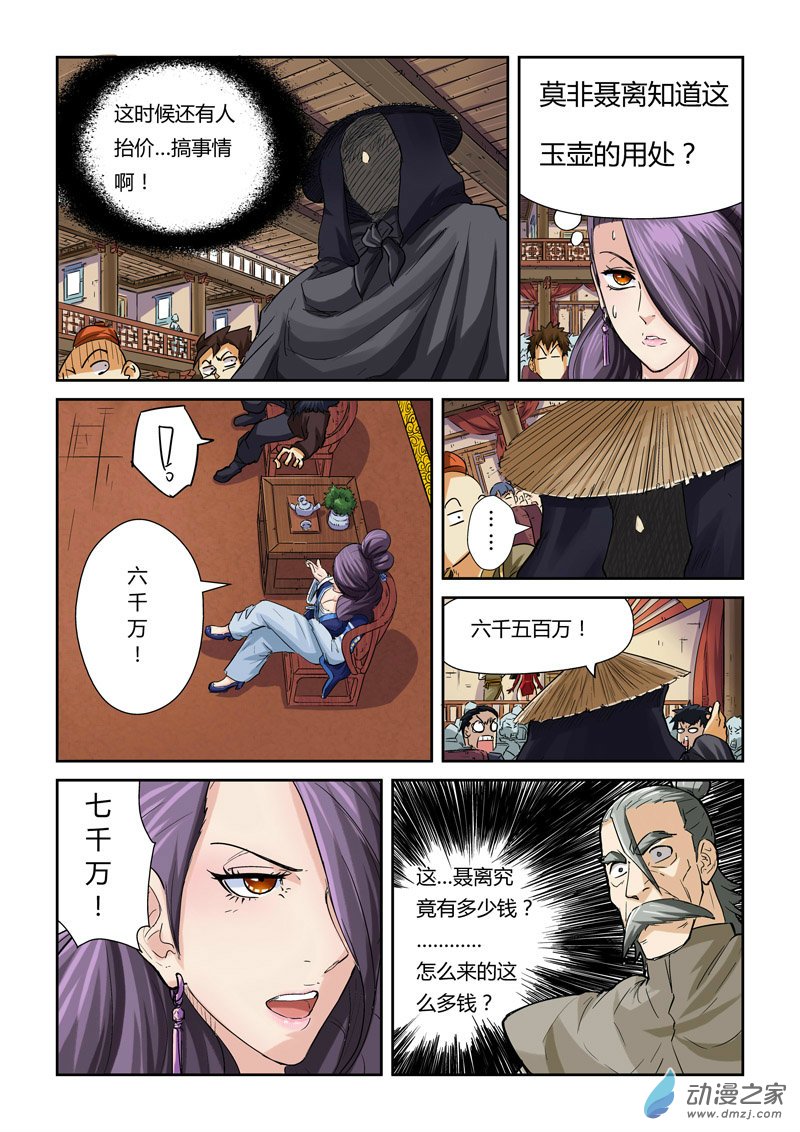 这时候还有人
抬价...搞事情
啊！
莫非聂离知道这
玉壶的用处？
！
六千万！
……
六千五百万！
七千万！
这...聂离究
竟有多少钱？
............
怎么来的这
么多钱？
动漫之家
www.dmzj.com